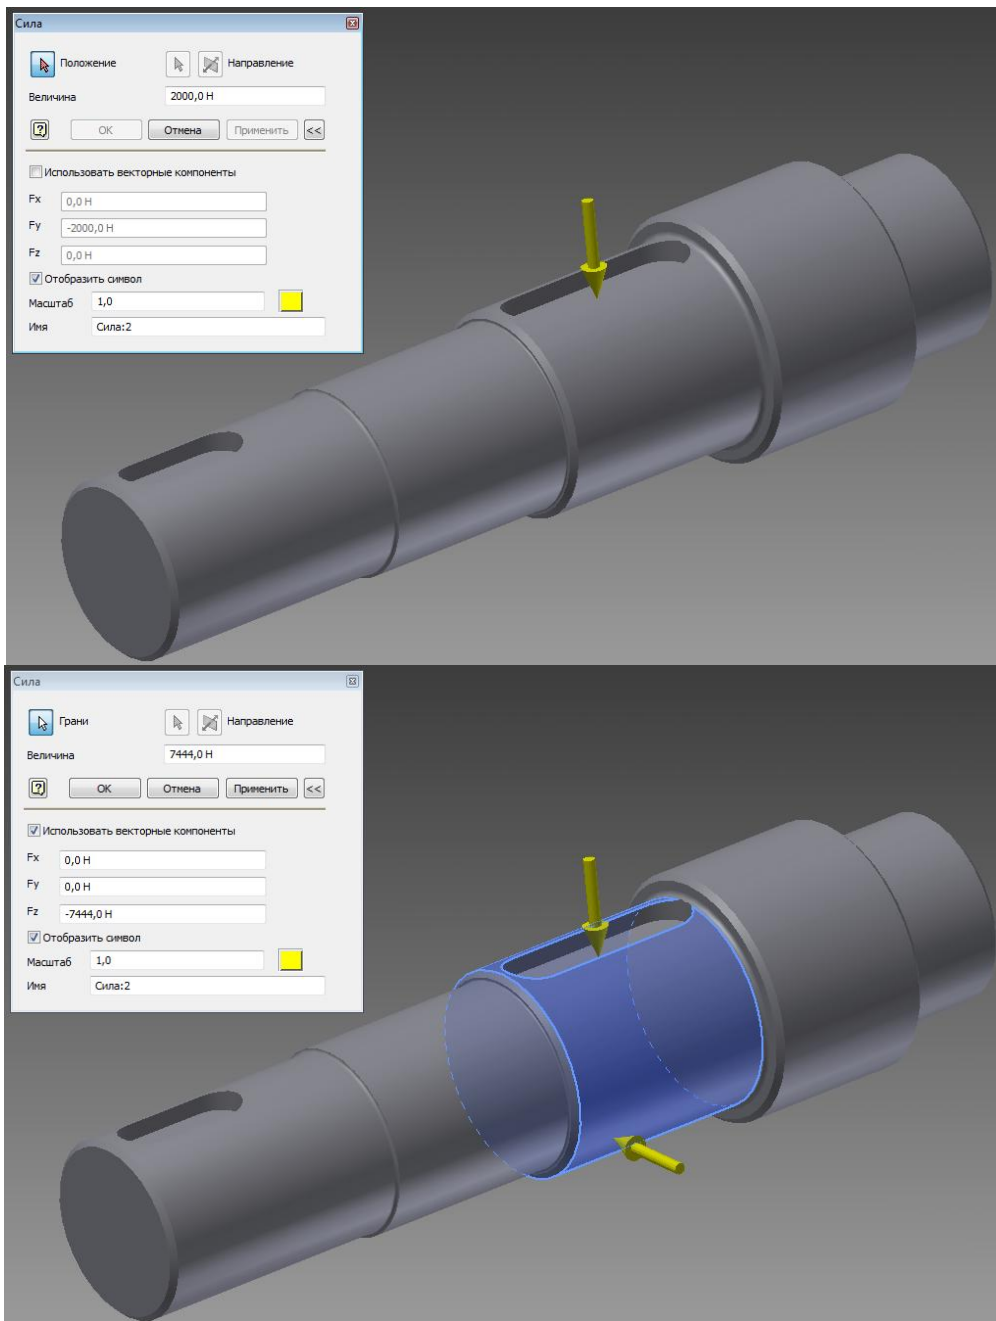 Сила
Положение Направление
Величина 2000,0 Н
ОК Отмена Применить <<
Использовать векторные компоненты
Fx 0,0 Н
Fy -2000,0 Н
Fz 0,0 Н
Отобразить символ
Масштаб 1,0
Имя Сила:2
Сила
Грани Направление
Величина 7444,0 Н
ОК Отмена Применить <<
Использовать векторные компоненты
Fx 0,0 Н
Fy 0,0 Н
Fz -7444,0 Н
Отобразить символ
Масштаб 1,0
Имя Сила:2